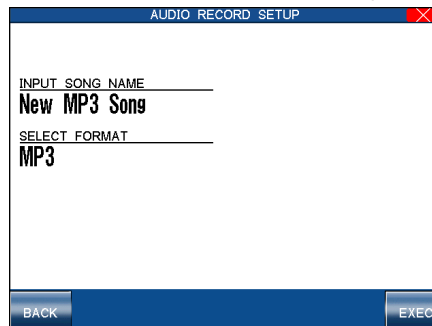 AUDIO RECORD SETUP
INPUT SONG NAME
New MP3 Song
SELECT FORMAT
MP3
BACK
EXEC